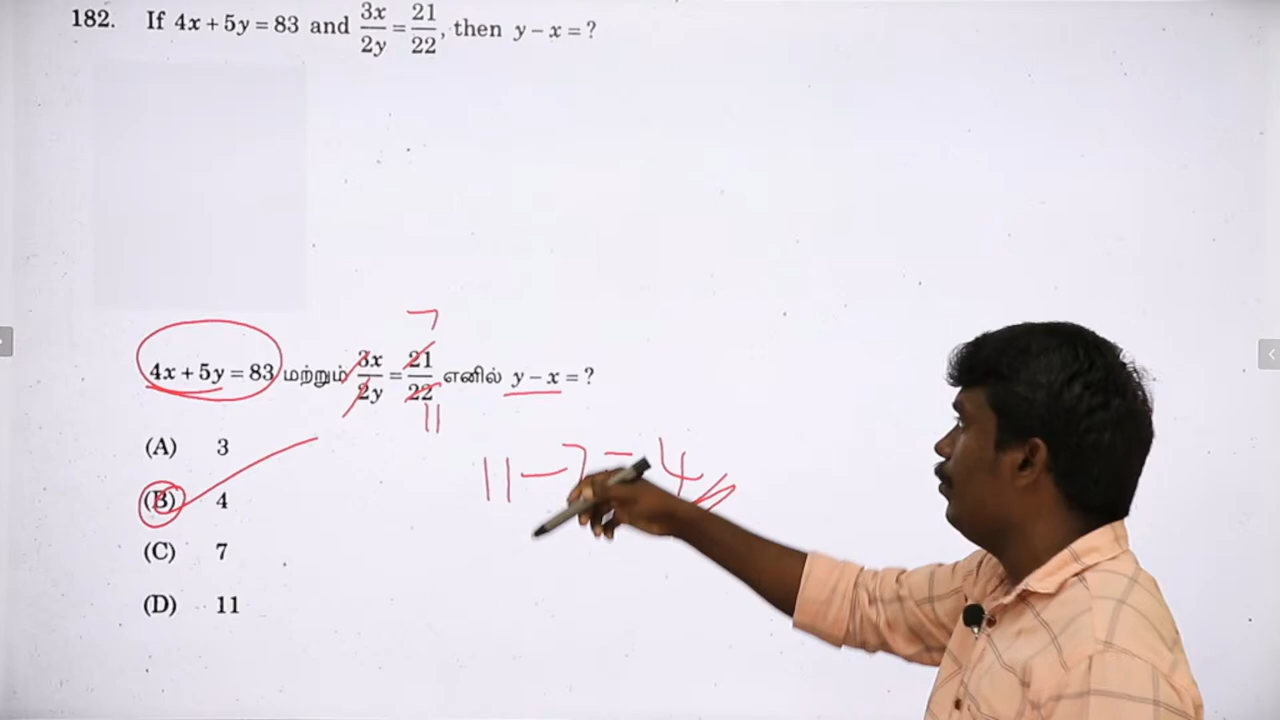 182. If 4x + 5y = 83 and 3x/2y = 21/22, then y − x = ?
7
4x + 5y = 83 மற்றும் 3x/2y = 21/22 எனில் y − x = ?
11
(A) 3
11 − 7 = 4
(B) 4
(C) 7
(D) 11